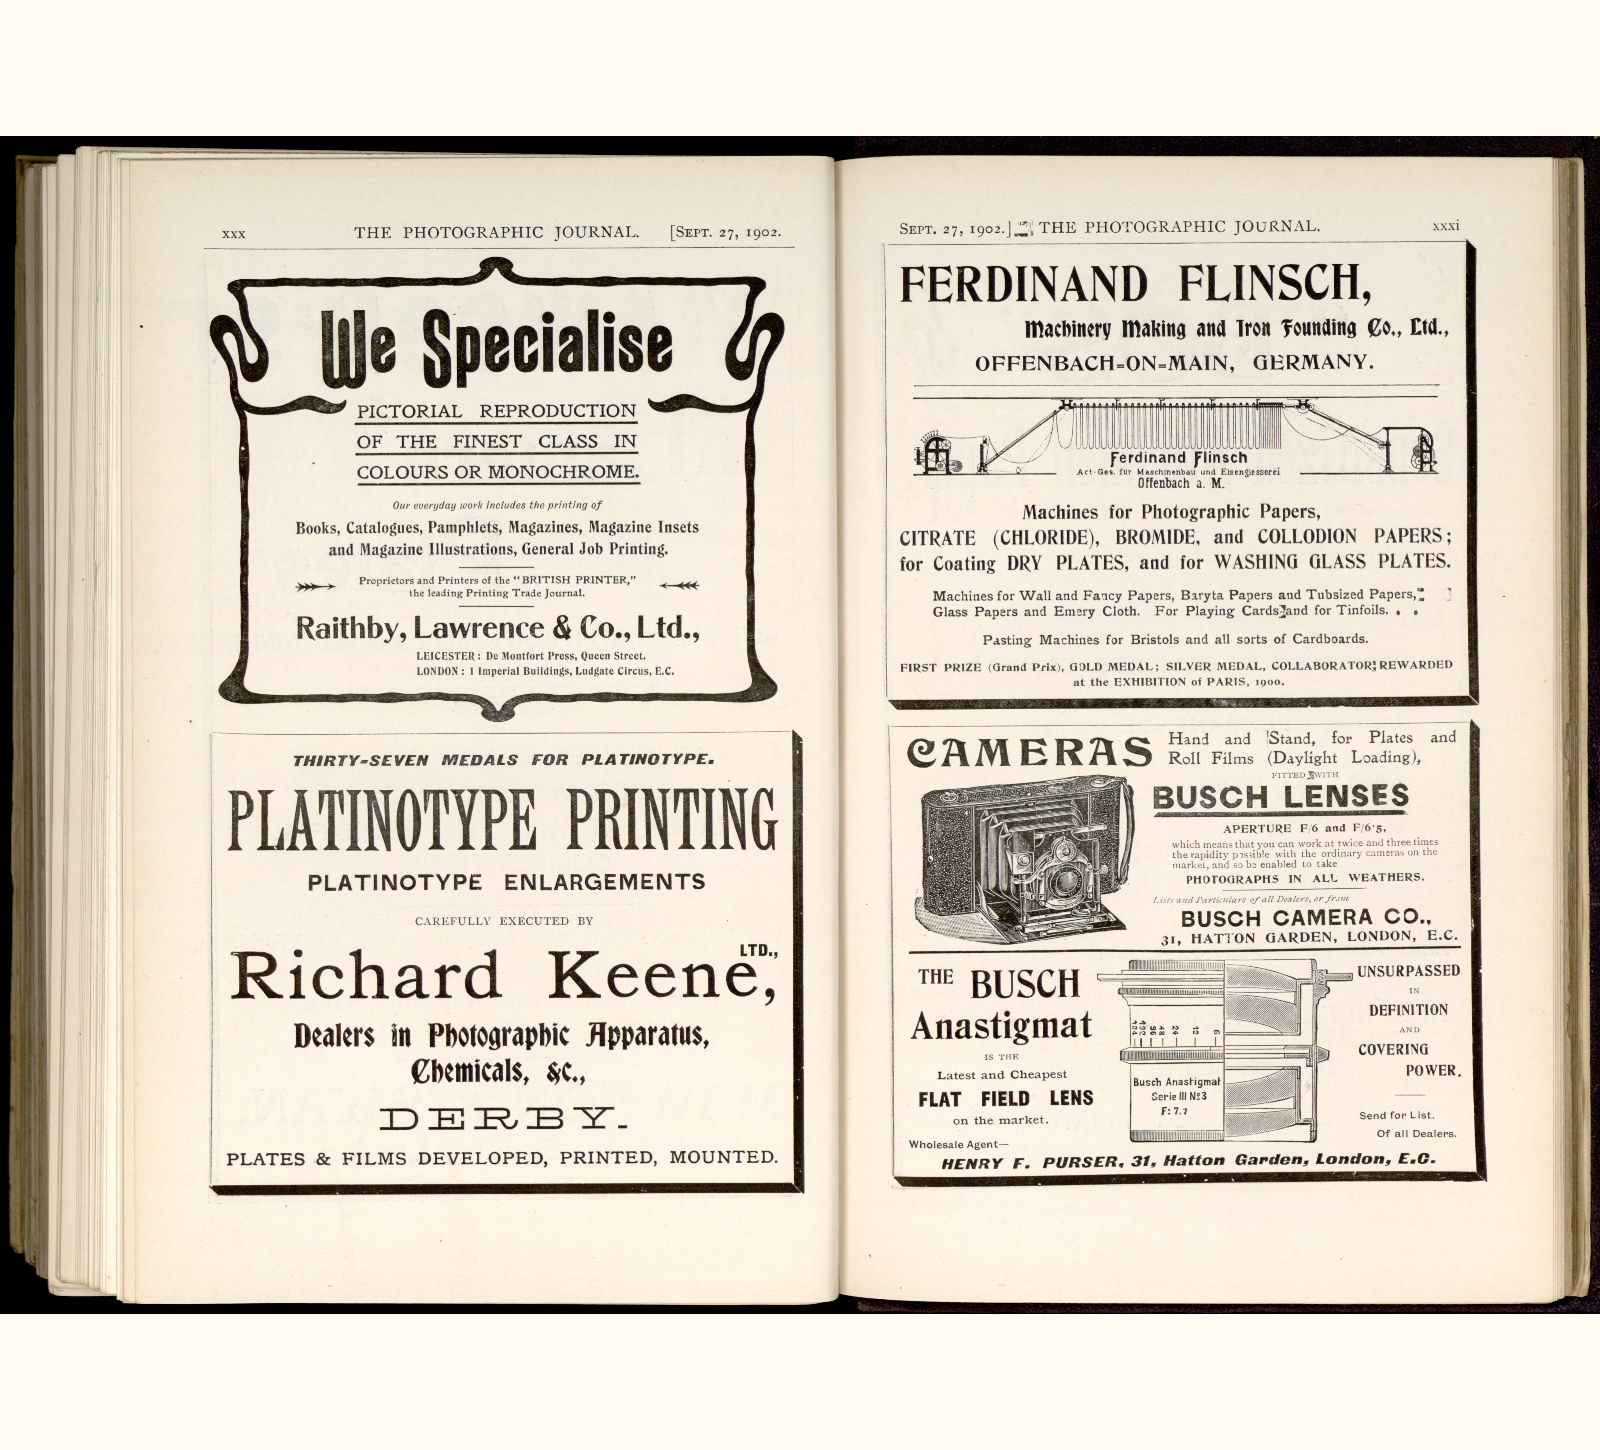 xxx THE PHOTOGRAPHIC JOURNAL. [SEPT. 27, 1902.
We Specialise
PICTORIAL REPRODUCTION
OF THE FINEST CLASS IN
COLOURS OR MONOCHROME.
Our everyday work includes the printing of
Books, Catalogues, Pamphlets, Magazines, Magazine Insets
and Magazine Illustrations, General Job Printing.
Proprietors and Printers of the "BRITISH PRINTER,"
the leading Printing Trade Journal.
Raithby, Lawrence & Co., Ltd.,
LEICESTER: De Montfort Press, Queen Street.
LONDON: 1 Imperial Buildings, Ludgate Circus, E.C.
THIRTY-SEVEN MEDALS FOR PLATINOTYPE.
PLATINOTYPE PRINTING
PLATINOTYPE ENLARGEMENTS
CAREFULLY EXECUTED BY
Richard Keene, LTD.,
Dealers in Photographic Apparatus,
Chemicals, &c.,
DERBY.
PLATES & FILMS DEVELOPED, PRINTED, MOUNTED.
SEPT. 27, 1902.] THE PHOTOGRAPHIC JOURNAL. xxxi
FERDINAND FLINSCH,
Machinery Making and Iron Founding Co., Ltd.,
OFFENBACH=ON=MAIN, GERMANY.
Ferdinand Flinsch
Act-Ges. für Maschinenbau und Eisengiesserei
Offenbach a. M.
Machines for Photographic Papers,
CITRATE (CHLORIDE), BROMIDE, and COLLODION PAPERS;
for Coating DRY PLATES, and for WASHING GLASS PLATES.
Machines for Wall and Fancy Papers, Baryta Papers and Tubsized Papers,
Glass Papers and Emery Cloth. For Playing Cards and for Tinfoils. . .
Pasting Machines for Bristols and all sorts of Cardboards.
FIRST PRIZE (Grand Prix), GOLD MEDAL; SILVER MEDAL, COLLABORATOR; REWARDED
at the EXHIBITION of PARIS, 1900.
CAMERAS
Hand and Stand, for Plates and
Roll Films (Daylight Loading),
FITTED WITH
BUSCH LENSES
APERTURE F/6 and F/6·5,
which means that you can work at twice and three times
the rapidity possible with the ordinary cameras on the
market, and so be enabled to take
PHOTOGRAPHS IN ALL WEATHERS.
Lists and Particulars of all Dealers, or from
BUSCH CAMERA CO.,
31, HATTON GARDEN, LONDON, E.C.
THE BUSCH
Anastigmat
IS THE
Latest and Cheapest
FLAT FIELD LENS
on the market.
Wholesale Agent—
484 192 96 48 24 12 6
Busch Anastigmat
Serie III No 3
F: 7.7
UNSURPASSED
IN
DEFINITION
AND
COVERING
POWER.
Send for List.
Of all Dealers.
HENRY F. PURSER, 31, Hatton Garden, London, E.C.